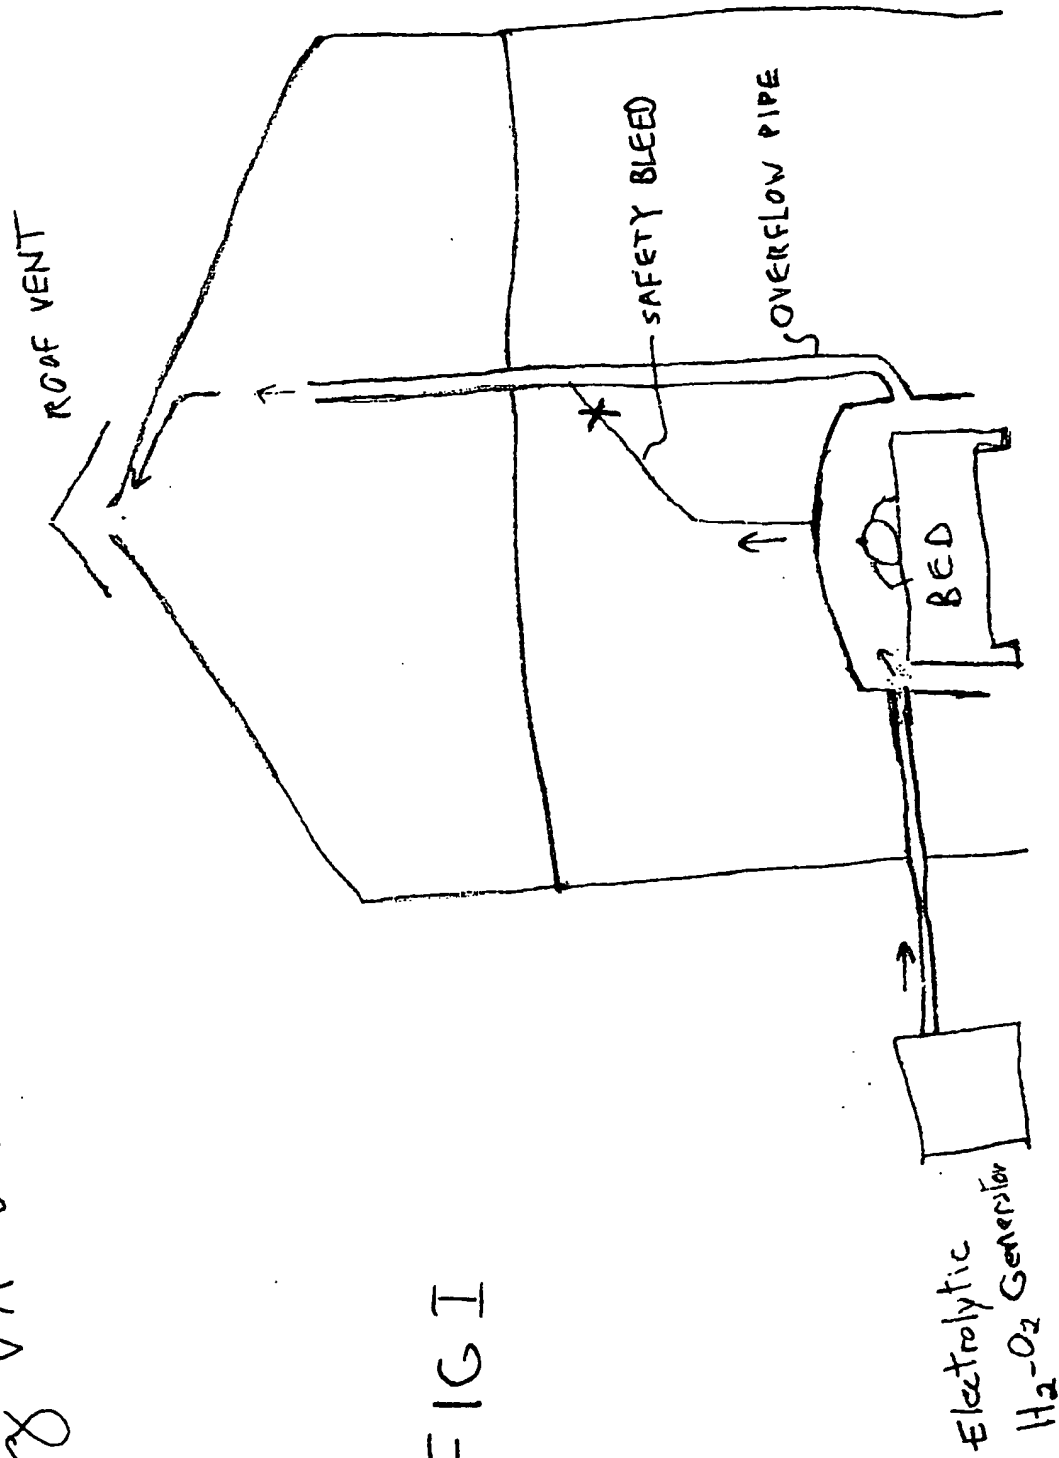 ROOF VENT
SAFETY BLEED
OVERFLOW PIPE
BED
FIG I
Electrolytic
H2-O2 Generator